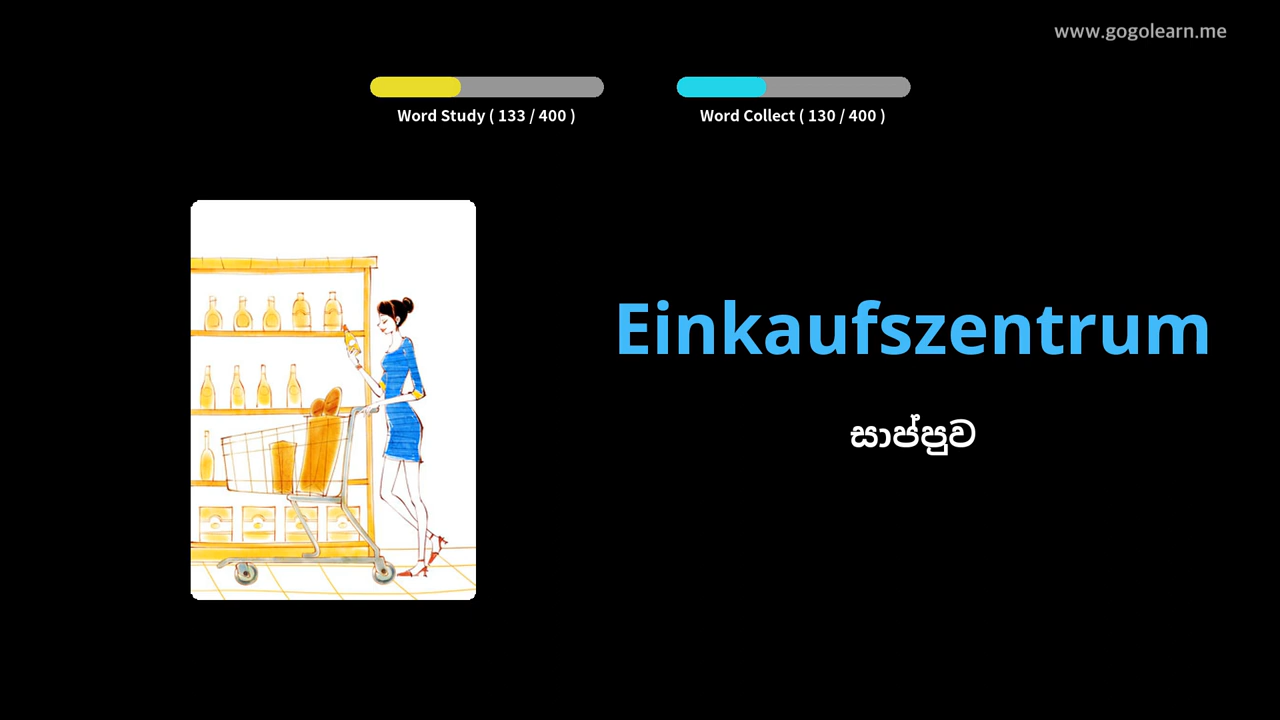 www.gogolearn.me
Word Study ( 133 / 400 )
Word Collect ( 130 / 400 )
Einkaufszentrum
සාප්පුව